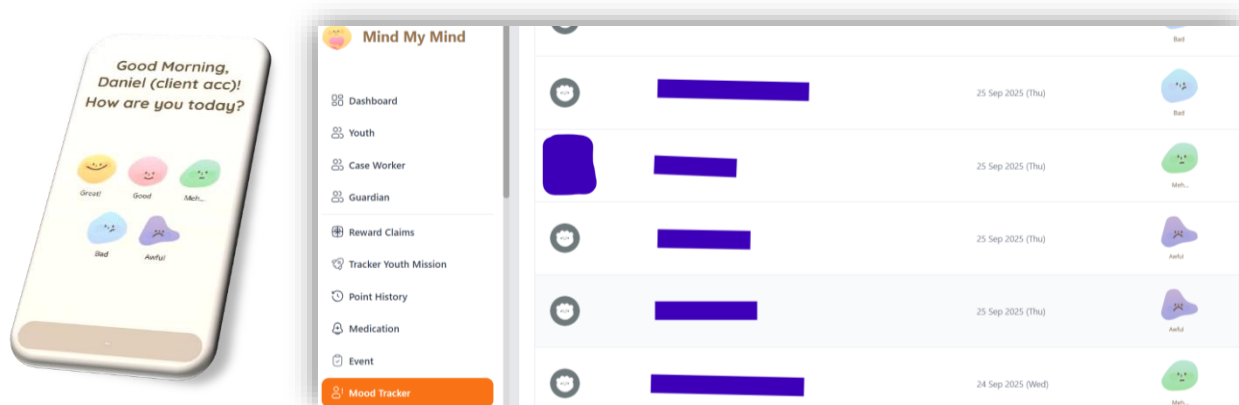 Good Morning,
Daniel (client acc)!
How are you today?
Great!
Good
Meh...
Bad
Awful
Mind My Mind
Dashboard
Youth
Case Worker
Guardian
Reward Claims
Tracker Youth Mission
Point History
Medication
Event
Mood Tracker
Bad
25 Sep 2025 (Thu)
Bad
25 Sep 2025 (Thu)
Meh...
25 Sep 2025 (Thu)
Awful
25 Sep 2025 (Thu)
Awful
24 Sep 2025 (Wed)
Meh...